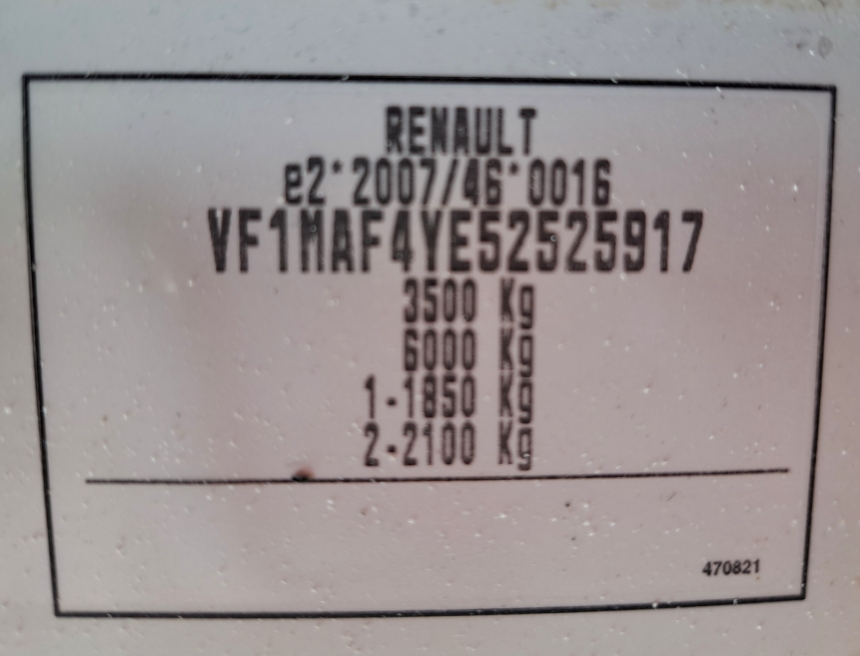 RENAULT
e2*2007/46*0016
VF1MAF4YE52525917
3500 Kg
6000 Kg
1-1850 Kg
2-2100 Kg
470821